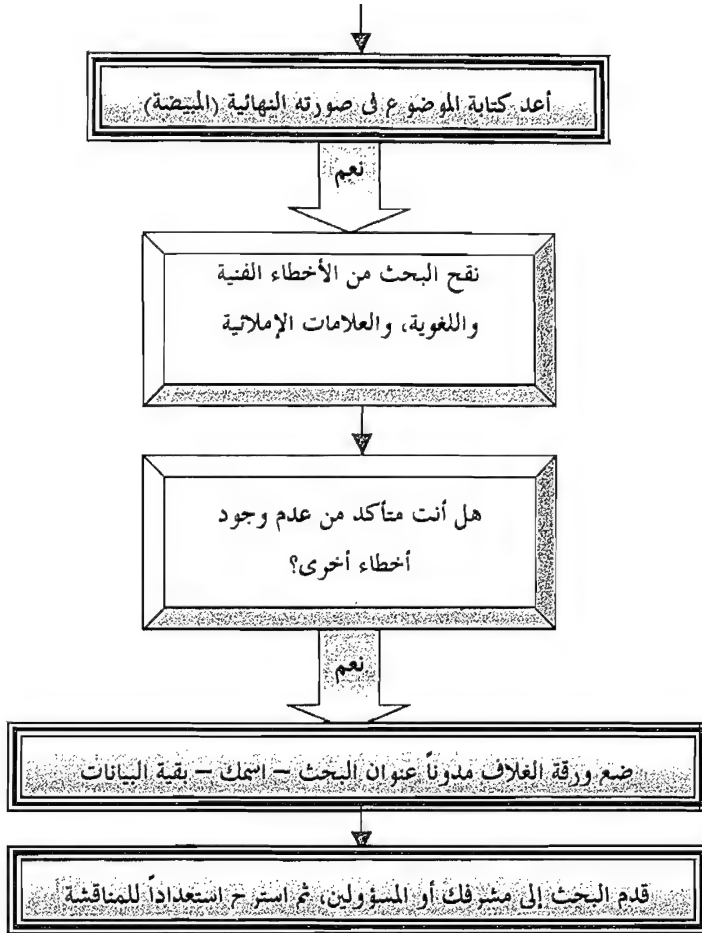 أعد كتابة الموضوع فى صورته النهائية (المبيضة)
نعم
نقح البحث من الأخطاء الفنية
واللغوية، والعلامات الإملائية
هل أنت متأكد من عدم وجود
أخطاء أخرى؟
نعم
ضع ورقة الغلاف مدوناً عنوان البحث – اسمك – بقية البيانات
قدم البحث إلى مشرفك أو المسؤولين، ثم استرح استعداداً للمناقشة